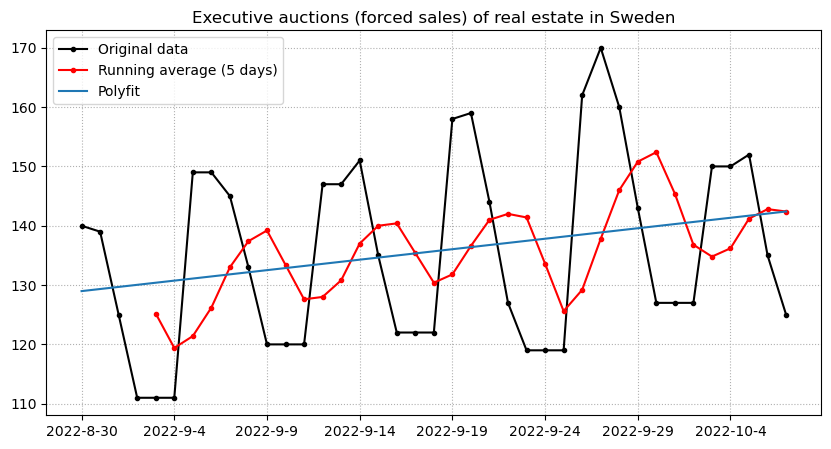 Executive auctions (forced sales) of real estate in Sweden
Original data
Running average (5 days)
Polyfit
170
160
150
140
130
120
110
2022-8-30 2022-9-4 2022-9-9 2022-9-14 2022-9-19 2022-9-24 2022-9-29 2022-10-4